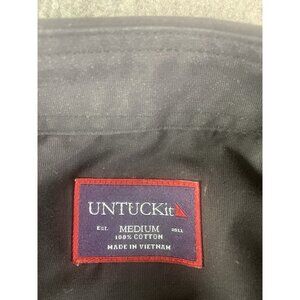 UNTUCKit
Est. MEDIUM 2011
100% COTTON
MADE IN VIETNAM